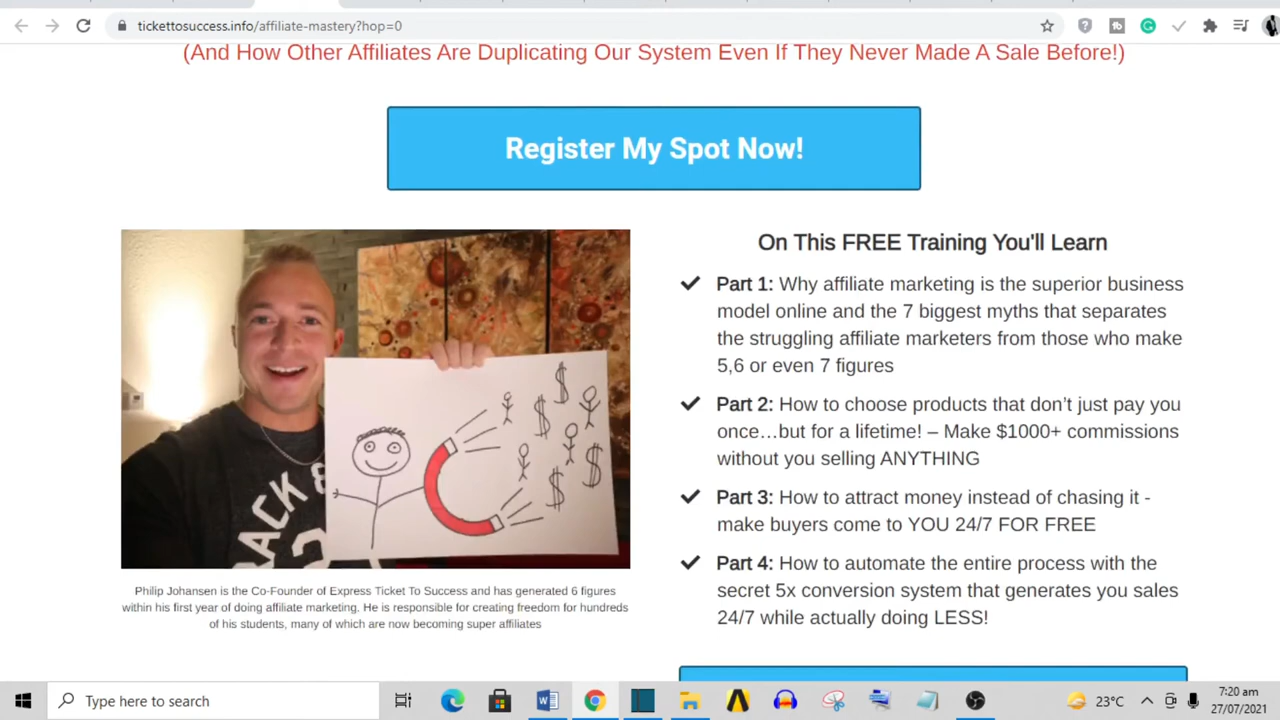 tickettosuccess.info/affiliate-mastery?hop=0
(And How Other Affiliates Are Duplicating Our System Even If They Never Made A Sale Before!)
Register My Spot Now!
On This FREE Training You'll Learn
Part 1: Why affiliate marketing is the superior business
model online and the 7 biggest myths that separates
the struggling affiliate marketers from those who make
5,6 or even 7 figures
Part 2: How to choose products that don’t just pay you
once…but for a lifetime! – Make $1000+ commissions
without you selling ANYTHING
Part 3: How to attract money instead of chasing it -
make buyers come to YOU 24/7 FOR FREE
Part 4: How to automate the entire process with the
secret 5x conversion system that generates you sales
24/7 while actually doing LESS!
$ $ $ $
Philip Johansen is the Co-Founder of Express Ticket To Success and has generated 6 figures
within his first year of doing affiliate marketing. He is responsible for creating freedom for hundreds
of his students, many of which are now becoming super affiliates
Type here to search
23°C
7:20 am
27/07/2021